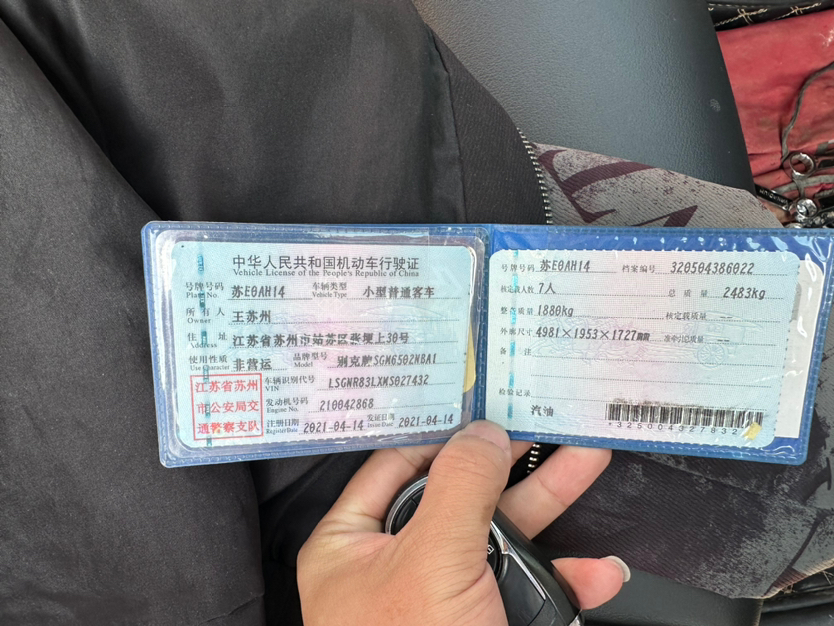 中华人民共和国机动车行驶证
Vehicle License of the People's Republic of China
号牌号码 苏E0AH14 车辆类型 小型普通客车
Plate No. Vehicle Type
所有人 王苏州
Owner
住址 江苏省苏州市姑苏区张埂上30号
Address
使用性质 非营运 品牌型号 别克牌SGM6502NBA1
Use Character Model
江苏省苏州
市公安局交
通警察支队
车辆识别代号 LSGNR83LXMS027432
VIN
发动机号码 210042868
Engine No.
注册日期 2021-04-14 发证日期 2021-04-14
Register Date Issue Date
号牌号码 苏E0AH14 档案编号 320504386022
核定载人数 7人 总质量 2483kg
整备质量 1880kg 核定载质量 --
外廓尺寸 4981×1953×1727mm 准牵引总质量 --
备注
检验记录
汽油
*3250043278322*